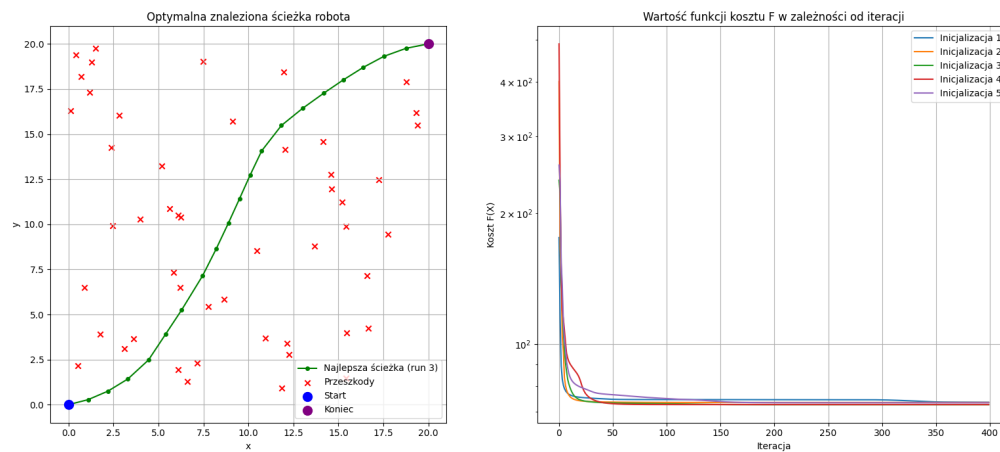 Optymalna znaleziona ścieżka robota
20.0
17.5
15.0
12.5
10.0
7.5
5.0
2.5
0.0
y
0.0
2.5
5.0
7.5
10.0
12.5
15.0
17.5
20.0
x
Najlepsza ścieżka (run 3)
Przeszkody
Start
Koniec
Wartość funkcji kosztu F w zależności od iteracji
4 × 10²
3 × 10²
2 × 10²
10²
Koszt F(X)
0
50
100
150
200
250
300
350
400
Iteracja
Inicjalizacja 1
Inicjalizacja 2
Inicjalizacja 3
Inicjalizacja 4
Inicjalizacja 5